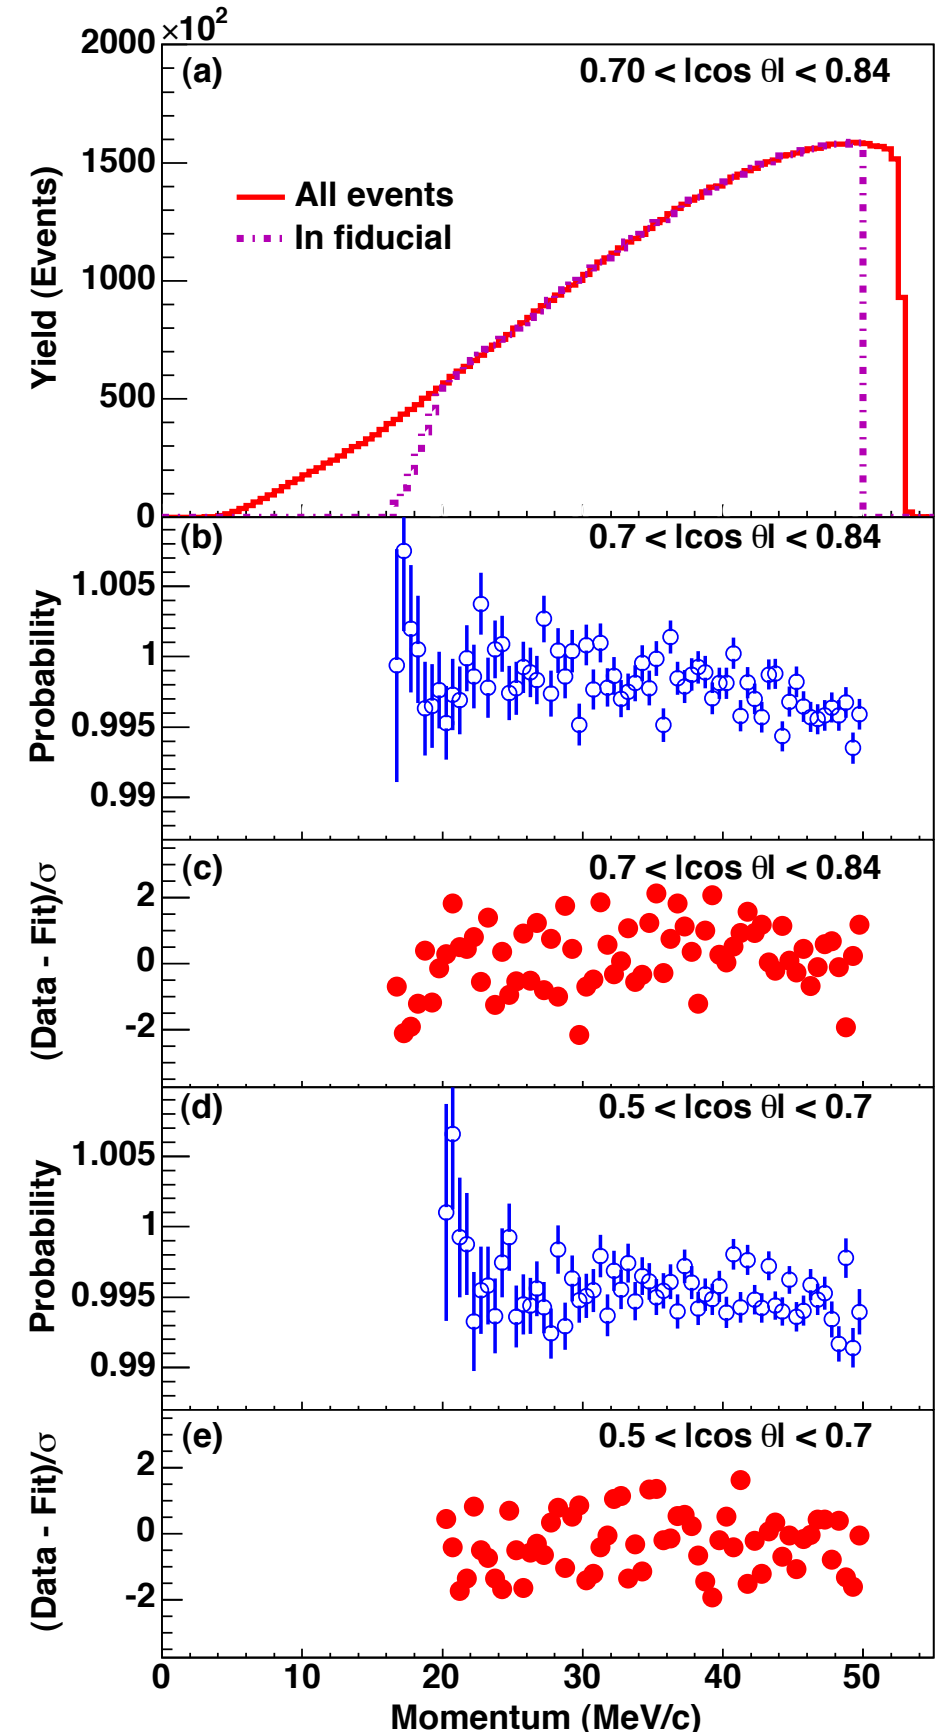 ×10²
2000
(a)
0.70 < |cos θ| < 0.84
1500
All events
In fiducial
1000
500
0
Yield (Events)
(b)
0.7 < |cos θ| < 0.84
1.005
1
0.995
0.99
Probability
(c)
0.7 < |cos θ| < 0.84
2
0
-2
(Data - Fit)/σ
(d)
0.5 < |cos θ| < 0.7
1.005
1
0.995
0.99
Probability
(e)
0.5 < |cos θ| < 0.7
2
0
-2
(Data - Fit)/σ
0 10 20 30 40 50
Momentum (MeV/c)